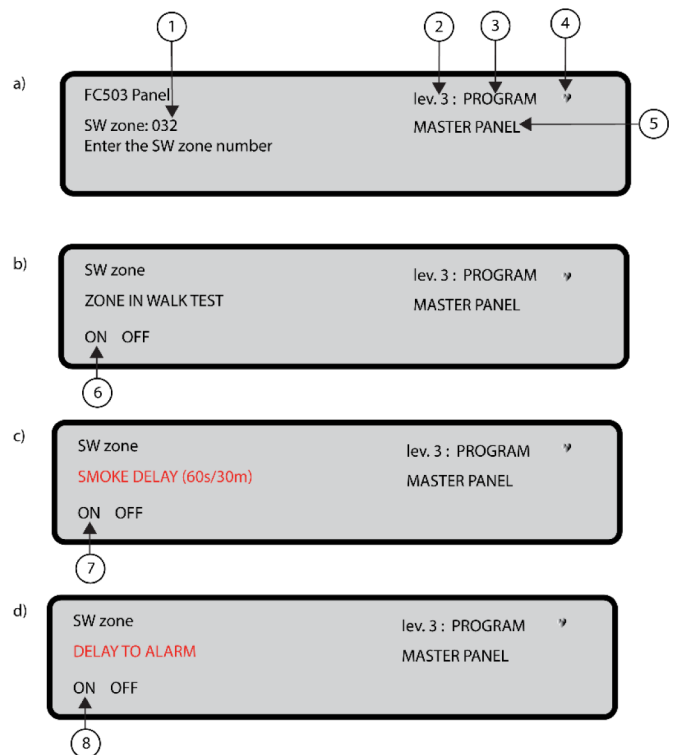 1 2 3 4
a)
FC503 Panel lev. 3 : PROGRAM
SW zone: 032 MASTER PANEL 5
Enter the SW zone number
b)
SW zone lev. 3 : PROGRAM
ZONE IN WALK TEST MASTER PANEL
ON OFF
6
c)
SW zone lev. 3 : PROGRAM
SMOKE DELAY (60s/30m) MASTER PANEL
ON OFF
7
d)
SW zone lev. 3 : PROGRAM
DELAY TO ALARM MASTER PANEL
ON OFF
8